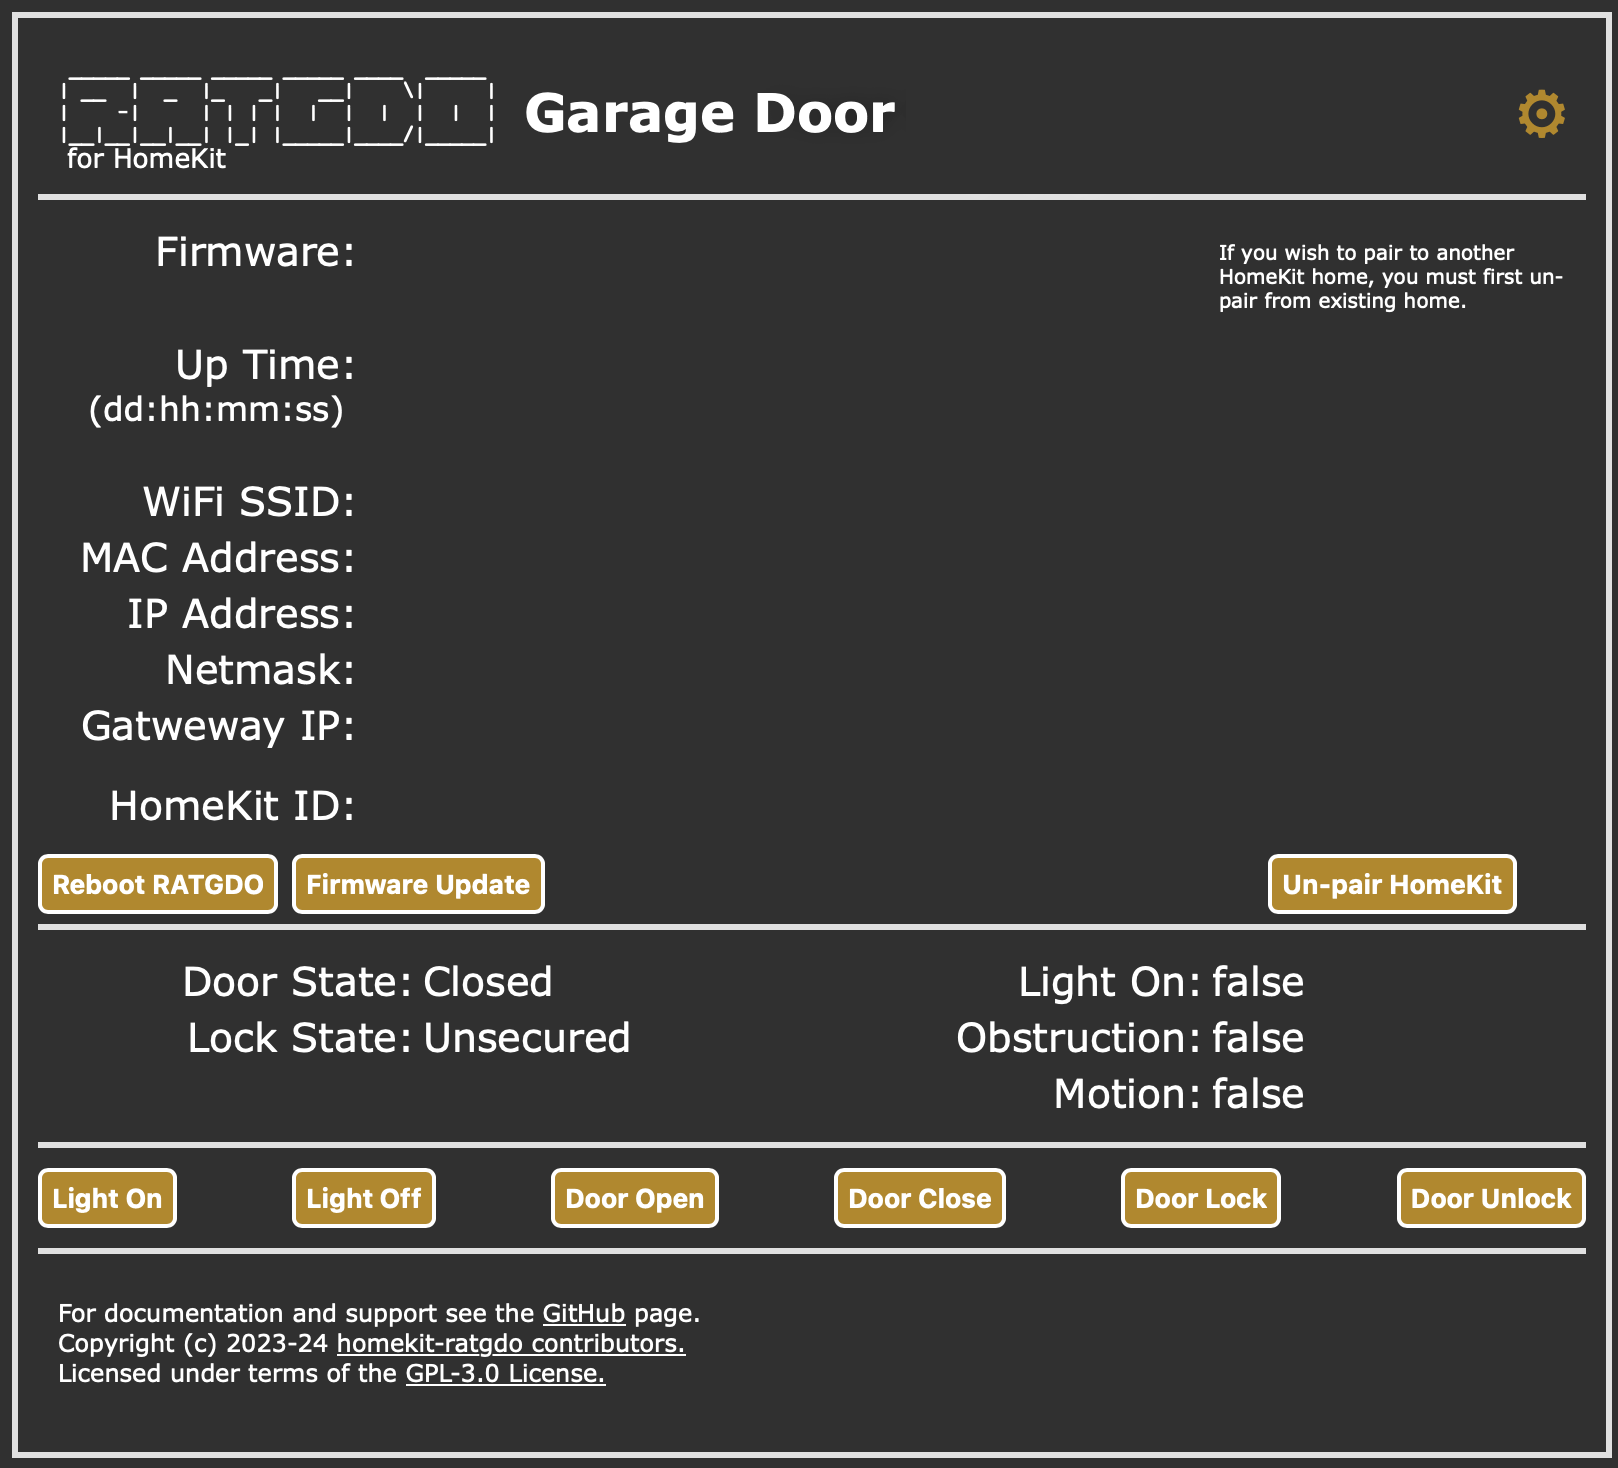 RATGDO
Garage Door
for HomeKit
Firmware:
If you wish to pair to another
HomeKit home, you must first un-
pair from existing home.
Up Time:
(dd:hh:mm:ss)
WiFi SSID:
MAC Address:
IP Address:
Netmask:
Gatweway IP:
HomeKit ID:
Reboot RATGDO Firmware Update Un-pair HomeKit
Door State: Closed Light On: false
Lock State: Unsecured Obstruction: false
Motion: false
Light On Light Off Door Open Door Close Door Lock Door Unlock
For documentation and support see the GitHub page.
Copyright (c) 2023-24 homekit-ratgdo contributors.
Licensed under terms of the GPL-3.0 License.